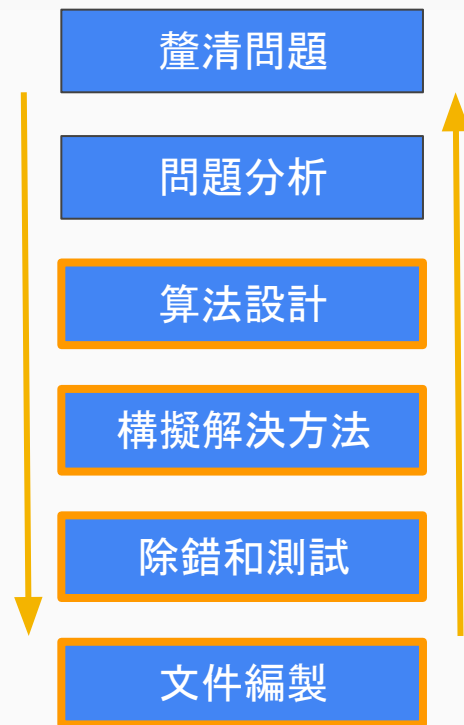 釐清問題
問題分析
算法設計
構擬解決方法
除錯和測試
文件編製